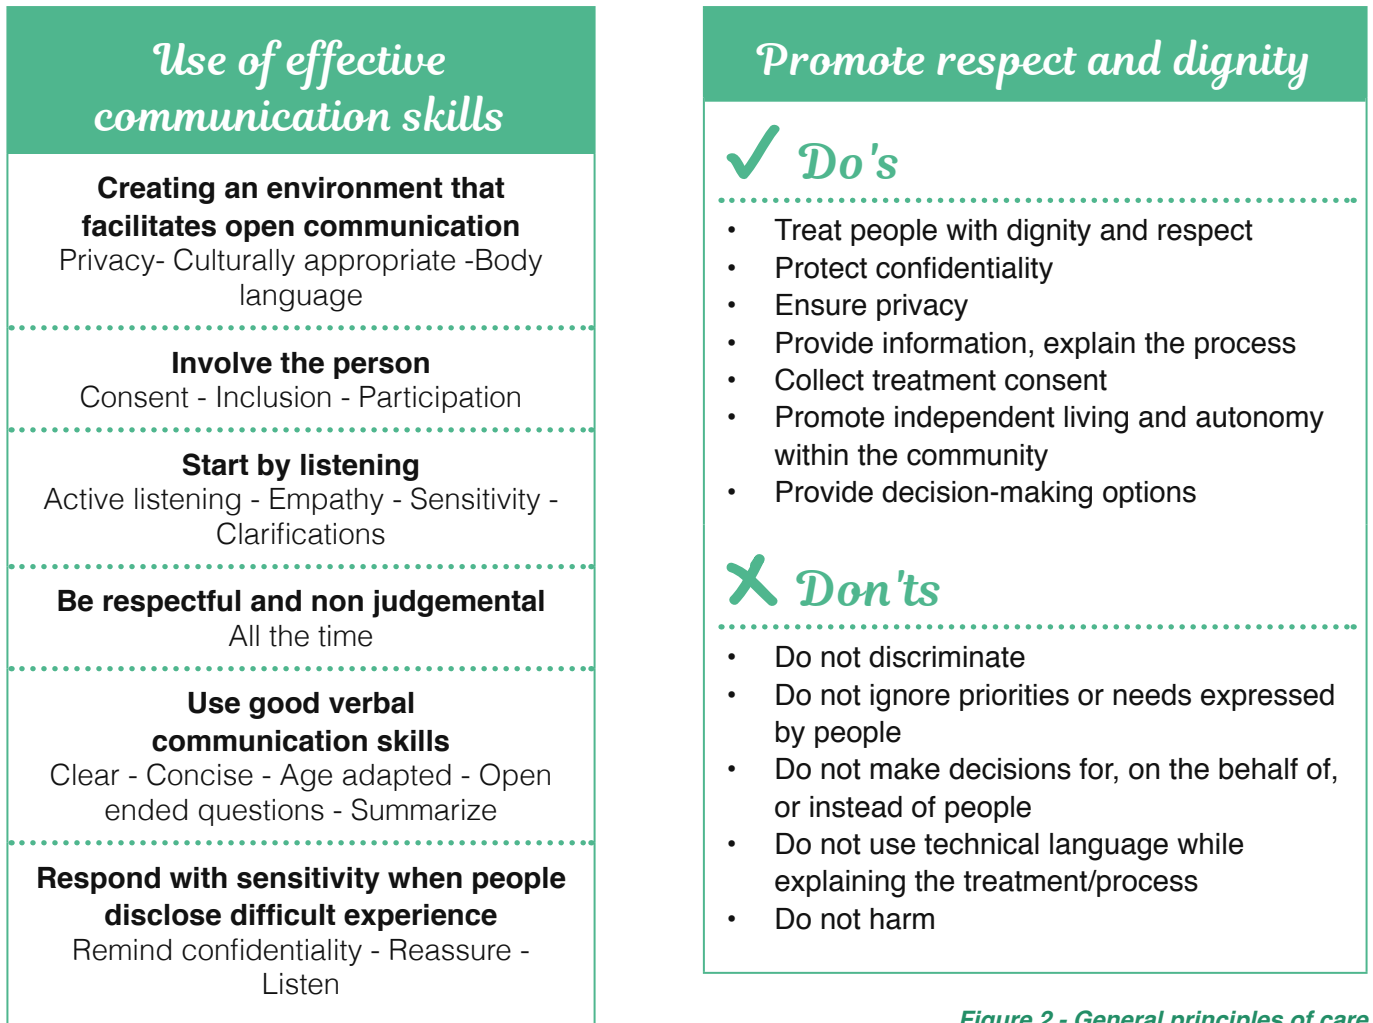 Use of effective
communication skills
Creating an environment that
facilitates open communication
Privacy- Culturally appropriate -Body
language
Involve the person
Consent - Inclusion - Participation
Start by listening
Active listening - Empathy - Sensitivity -
Clarifications
Be respectful and non judgemental
All the time
Use good verbal
communication skills
Clear - Concise - Age adapted - Open
ended questions - Summarize
Respond with sensitivity when people
disclose difficult experience
Remind confidentiality - Reassure -
Listen
Promote respect and dignity
Do's
• Treat people with dignity and respect
• Protect confidentiality
• Ensure privacy
• Provide information, explain the process
• Collect treatment consent
• Promote independent living and autonomy
within the community
• Provide decision-making options
Don'ts
• Do not discriminate
• Do not ignore priorities or needs expressed
by people
• Do not make decisions for, on the behalf of,
or instead of people
• Do not use technical language while
explaining the treatment/process
• Do not harm
Figure 2 - General principles of care